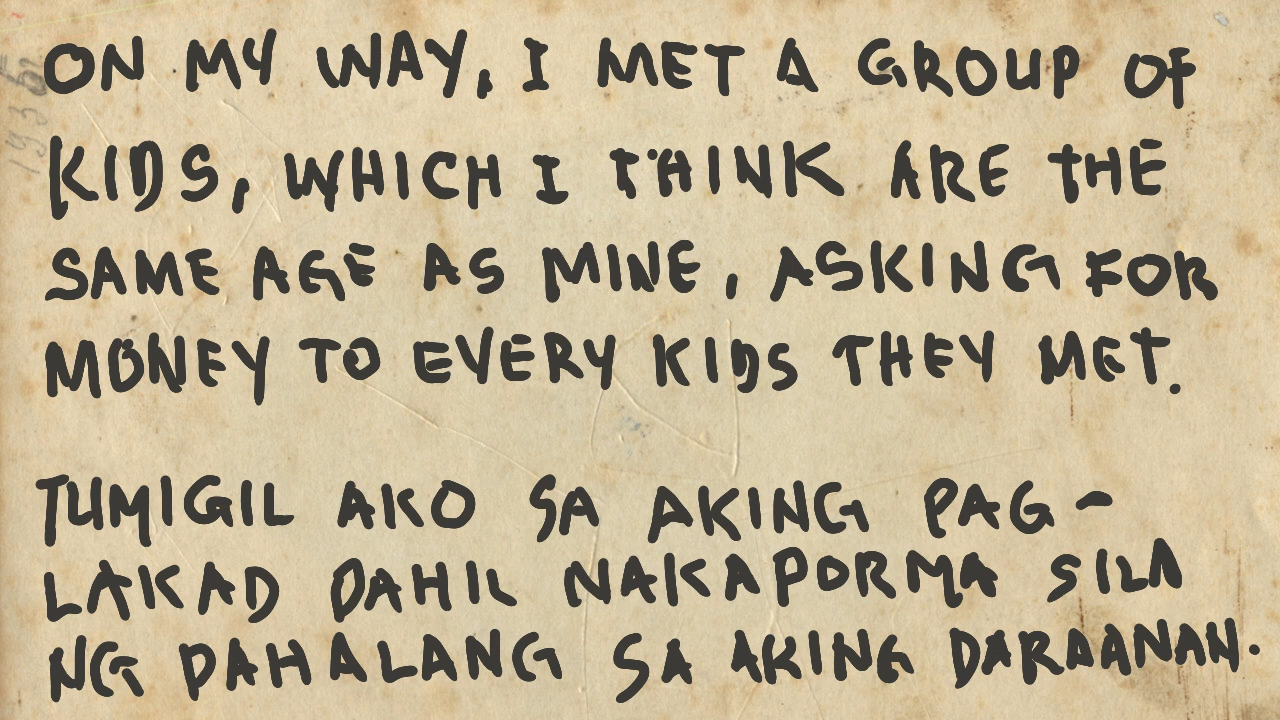 ON MY WAY, I MET A GROUP OF
KIDS, WHICH I THINK ARE THE
SAME AGE AS MINE, ASKING FOR
MONEY TO EVERY KIDS THEY MET.
TUMIGIL AKO SA AKING PAG-
LAKAD DAHIL NAKAPORMA SILA
NG PAHALANG SA AKING DARAANAN.